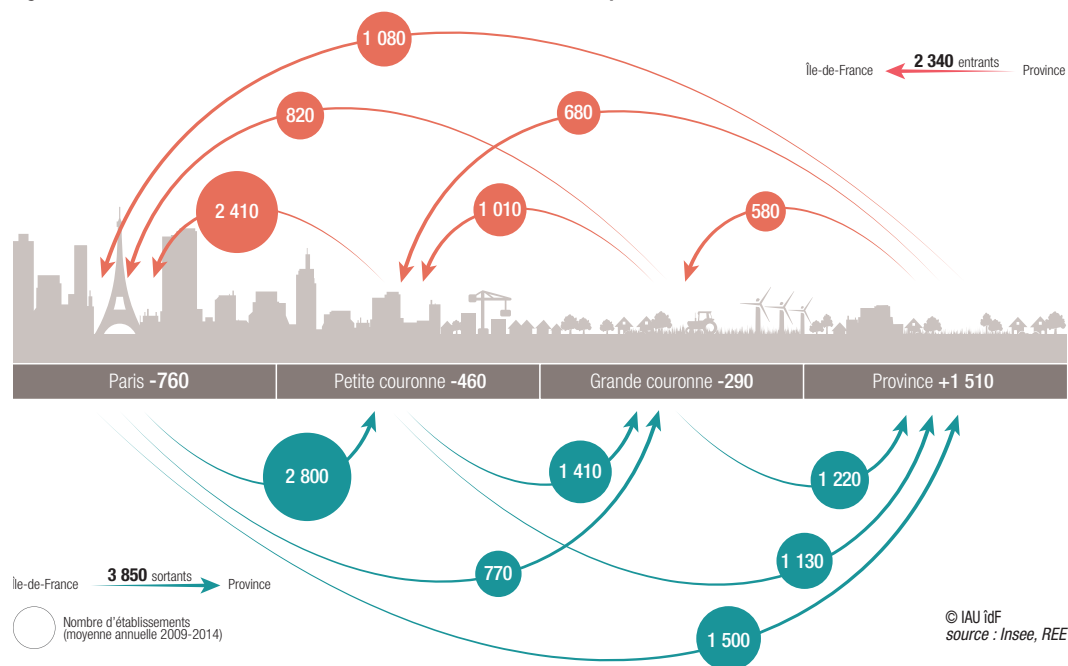 1 080
Île-de-France 2 340 entrants Province
820
680
2 410
1 010
580
Paris -760
Petite couronne -460
Grande couronne -290
Province +1 510
2 800
1 410
1 220
770
1 130
1 500
Île-de-France 3 850 sortants Province
Nombre d'établissements
(moyenne annuelle 2009-2014)
© IAU îdF
source : Insee, REE